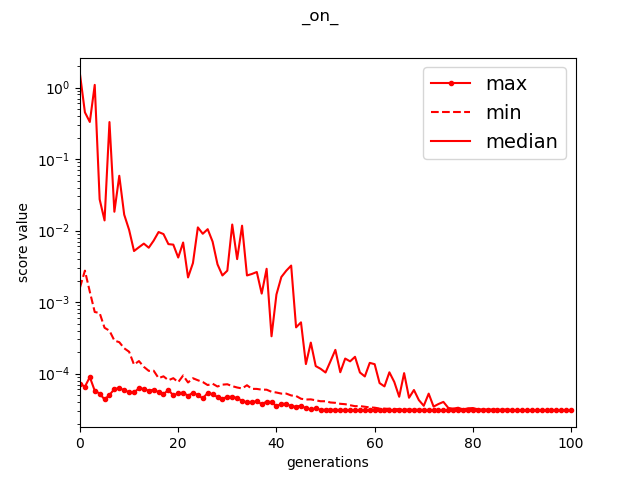 _on_
max
min
median
score value
10⁰
10⁻¹
10⁻²
10⁻³
10⁻⁴
0 20 40 60 80 100
generations